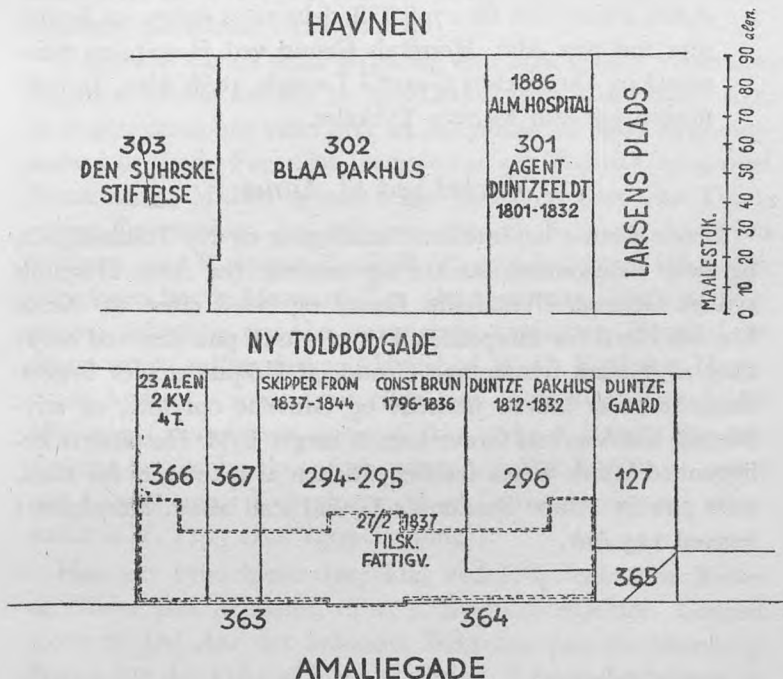 HAVNEN
303
DEN SUHRSKE
STIFTELSE
302
BLAA PAKHUS
1886
ALM. HOSPITAL
301
AGENT
DUNTZFELDT
1801-1832
LARSENS PLADS
MAALESTOK.
0 10 20 30 40 50 60 70 80 90 alen.
NY TOLDBODGADE
23 ALEN
2 KV.
4 T.
366
367
SKIPPER FROM
1837-1844
CONST. BRUN
1796-1836
294-295
DUNTZF. PAKHUS
1812-1832
296
DUNTZF.
GAARD
127
21/2 1837
TILSK.
FATTIGV.
365
363
364
AMALIEGADE